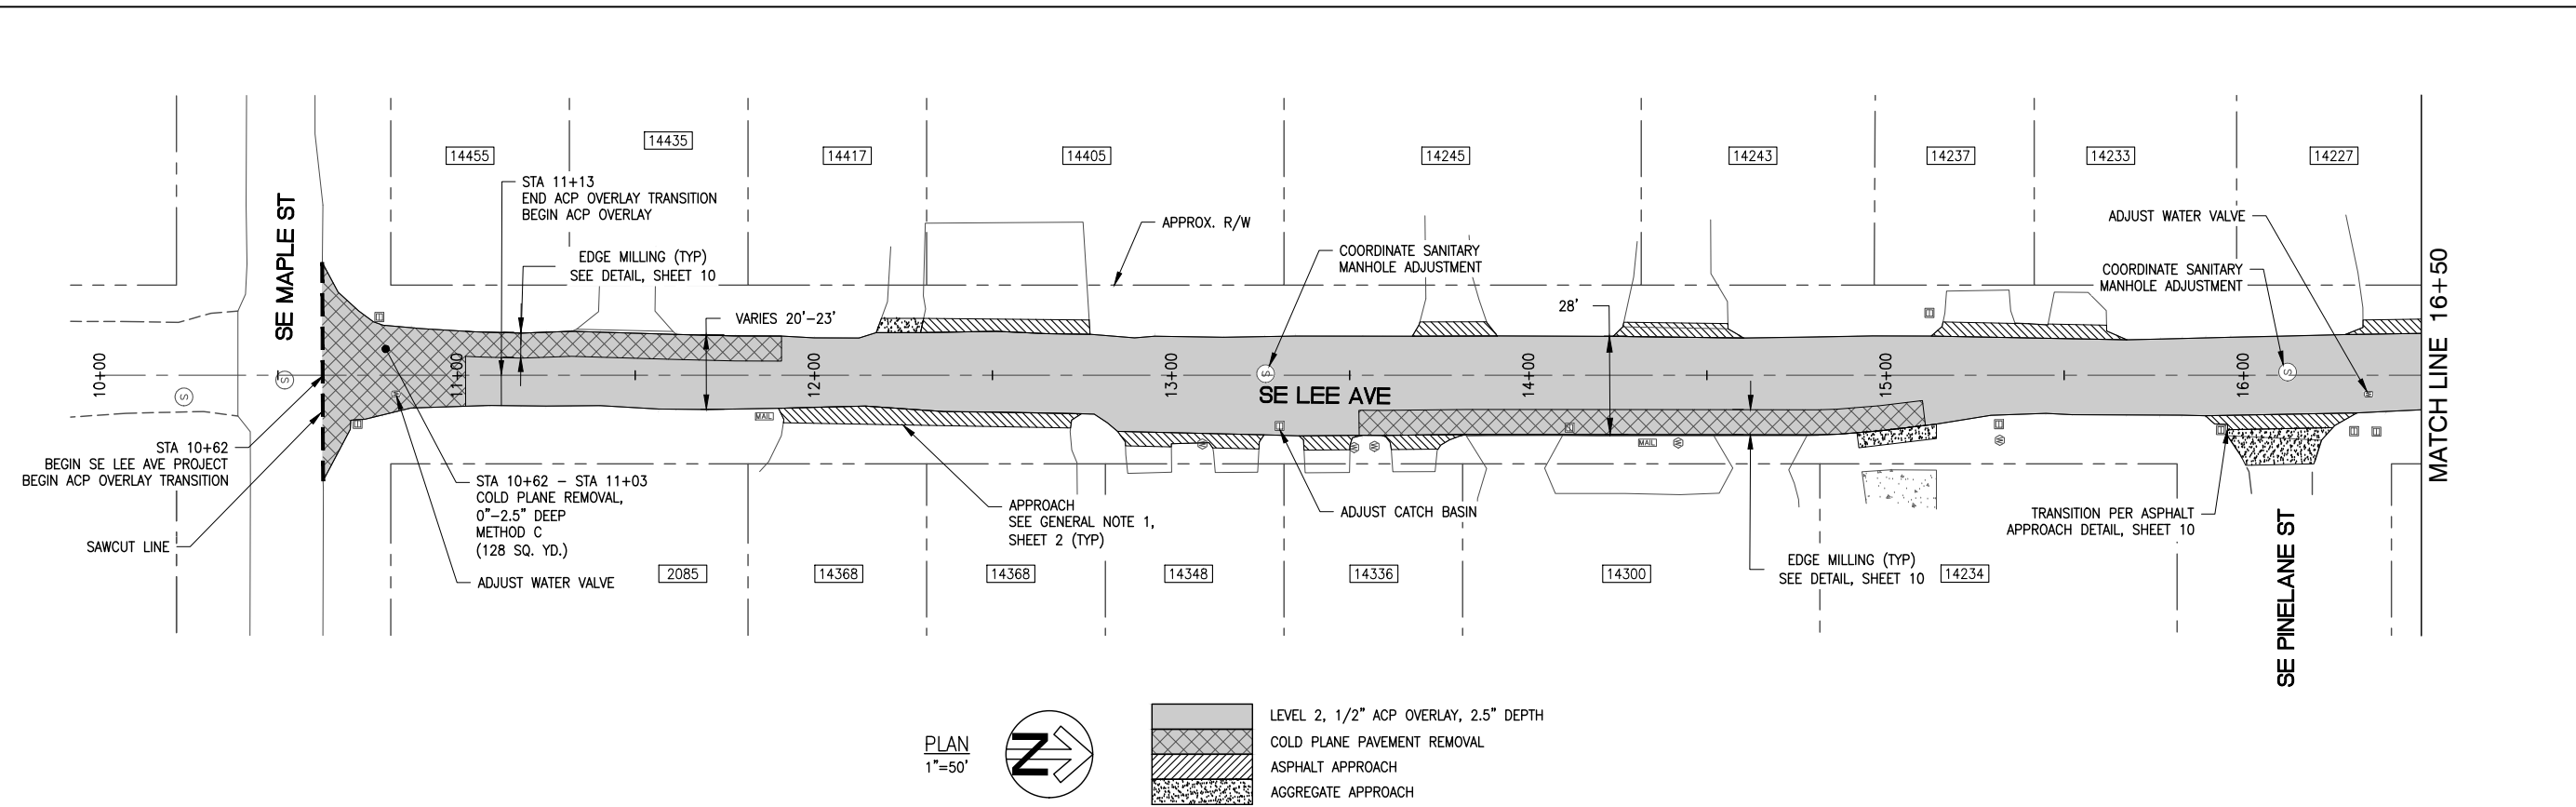 14455
14435
14417
14405
14245
14243
14237
14233
14227
STA 11+13
END ACP OVERLAY TRANSITION
BEGIN ACP OVERLAY
EDGE MILLING (TYP)
SEE DETAIL, SHEET 10
VARIES 20'-23'
APPROX. R/W
COORDINATE SANITARY
MANHOLE ADJUSTMENT
28'
ADJUST WATER VALVE
COORDINATE SANITARY
MANHOLE ADJUSTMENT
SE MAPLE ST
MATCH LINE 16+50
10+00
11+00
12+00
13+00
14+00
15+00
16+00
S
S
S
S
SE LEE AVE
MAIL
MAIL
STA 10+62
BEGIN SE LEE AVE PROJECT
BEGIN ACP OVERLAY TRANSITION
SAWCUT LINE
STA 10+62 – STA 11+03
COLD PLANE REMOVAL,
0"-2.5" DEEP
METHOD C
(128 SQ. YD.)
ADJUST WATER VALVE
APPROACH
SEE GENERAL NOTE 1,
SHEET 2 (TYP)
ADJUST CATCH BASIN
TRANSITION PER ASPHALT
APPROACH DETAIL, SHEET 10
EDGE MILLING (TYP)
SEE DETAIL, SHEET 10
2085
14368
14368
14348
14336
14300
14234
SE PINELANE ST
PLAN
1"=50'
N
LEVEL 2, 1/2" ACP OVERLAY, 2.5" DEPTH
COLD PLANE PAVEMENT REMOVAL
ASPHALT APPROACH
AGGREGATE APPROACH